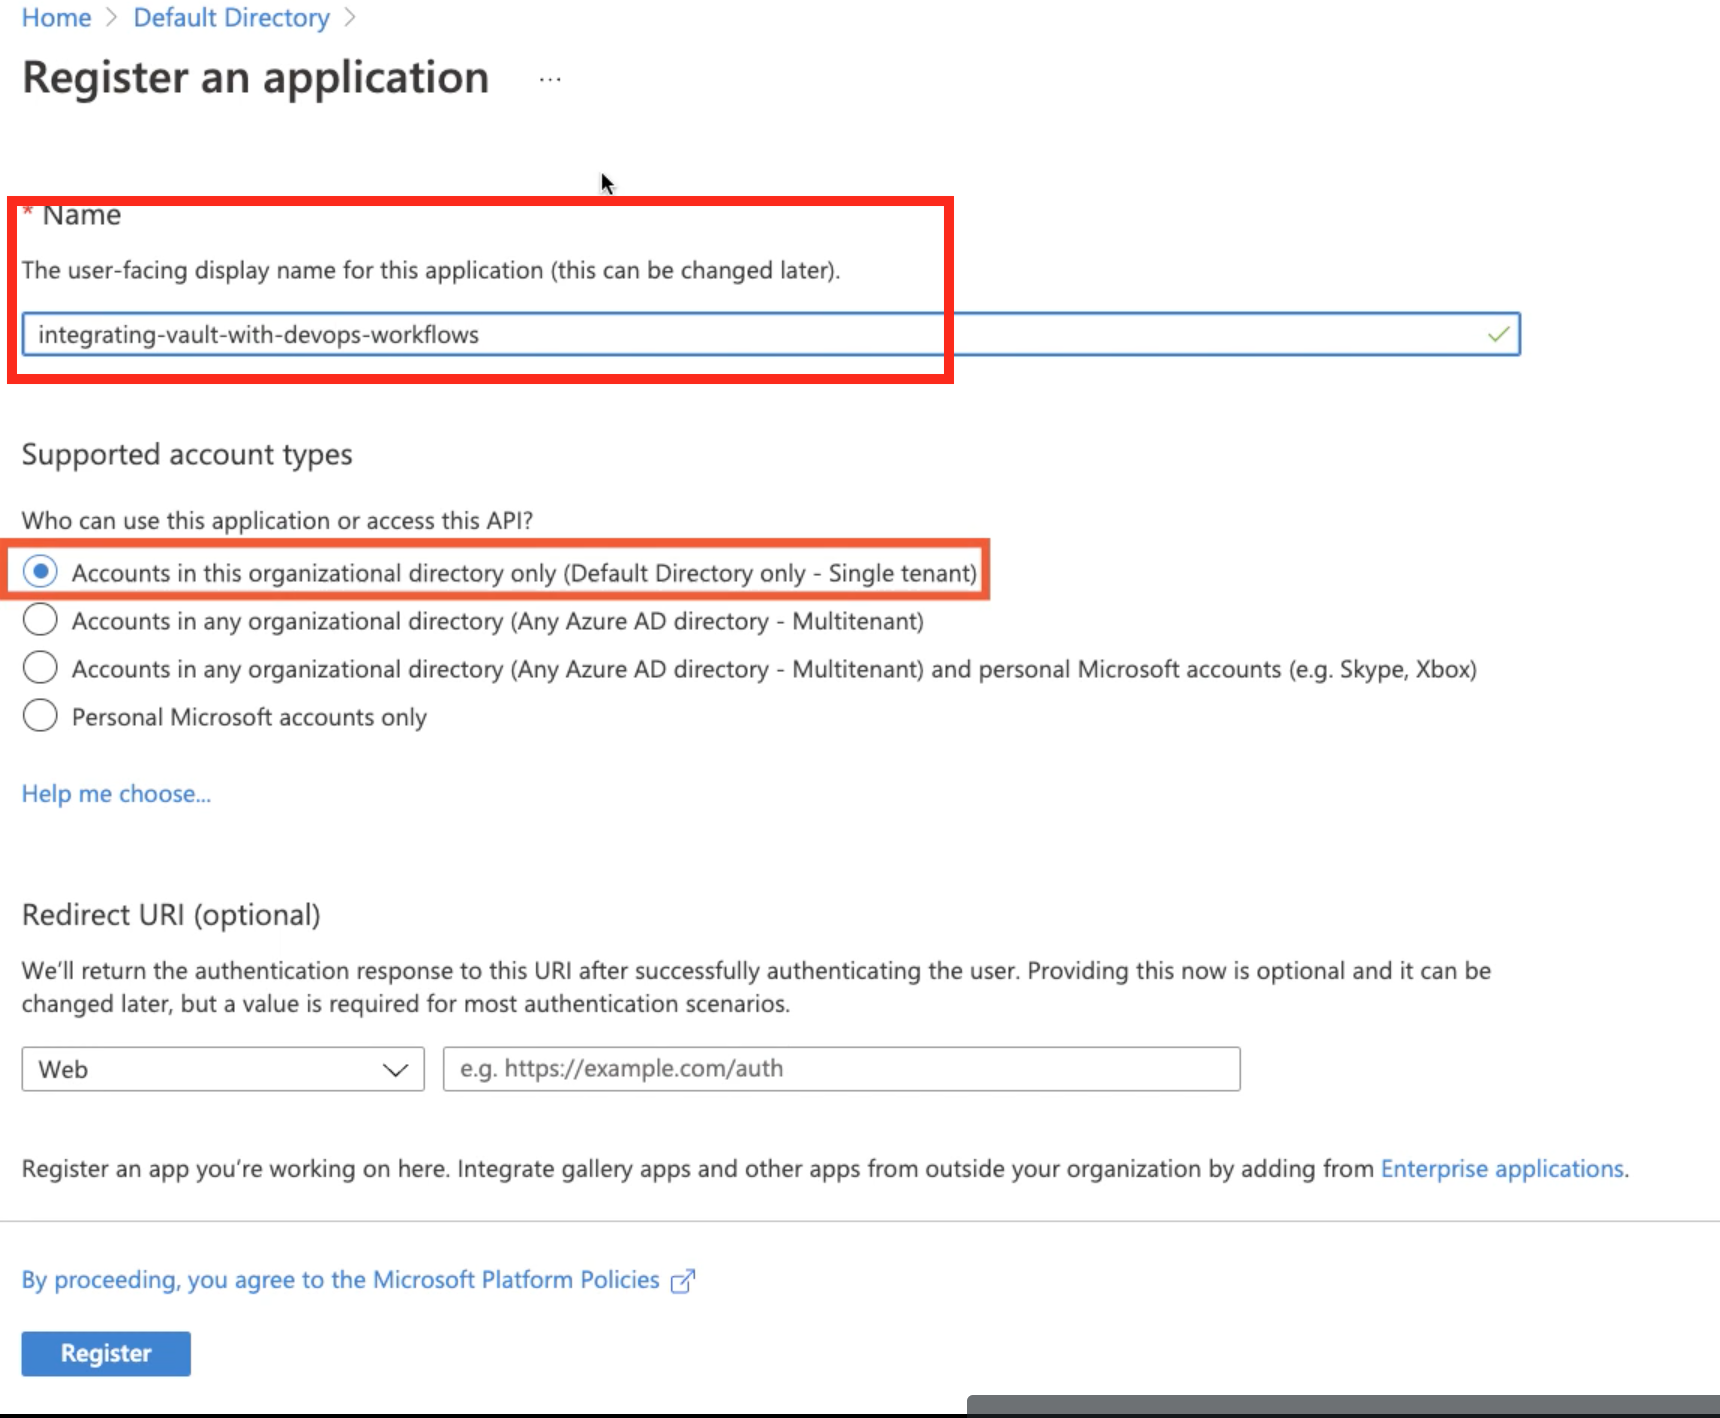 Home > Default Directory >
Register an application ...
* Name
The user-facing display name for this application (this can be changed later).
integrating-vault-with-devops-workflows
Supported account types
Who can use this application or access this API?
Accounts in this organizational directory only (Default Directory only - Single tenant)
Accounts in any organizational directory (Any Azure AD directory - Multitenant)
Accounts in any organizational directory (Any Azure AD directory - Multitenant) and personal Microsoft accounts (e.g. Skype, Xbox)
Personal Microsoft accounts only
Help me choose...
Redirect URI (optional)
We'll return the authentication response to this URI after successfully authenticating the user. Providing this now is optional and it can be
changed later, but a value is required for most authentication scenarios.
Web e.g. https://example.com/auth
Register an app you're working on here. Integrate gallery apps and other apps from outside your organization by adding from Enterprise applications.
By proceeding, you agree to the Microsoft Platform Policies
Register